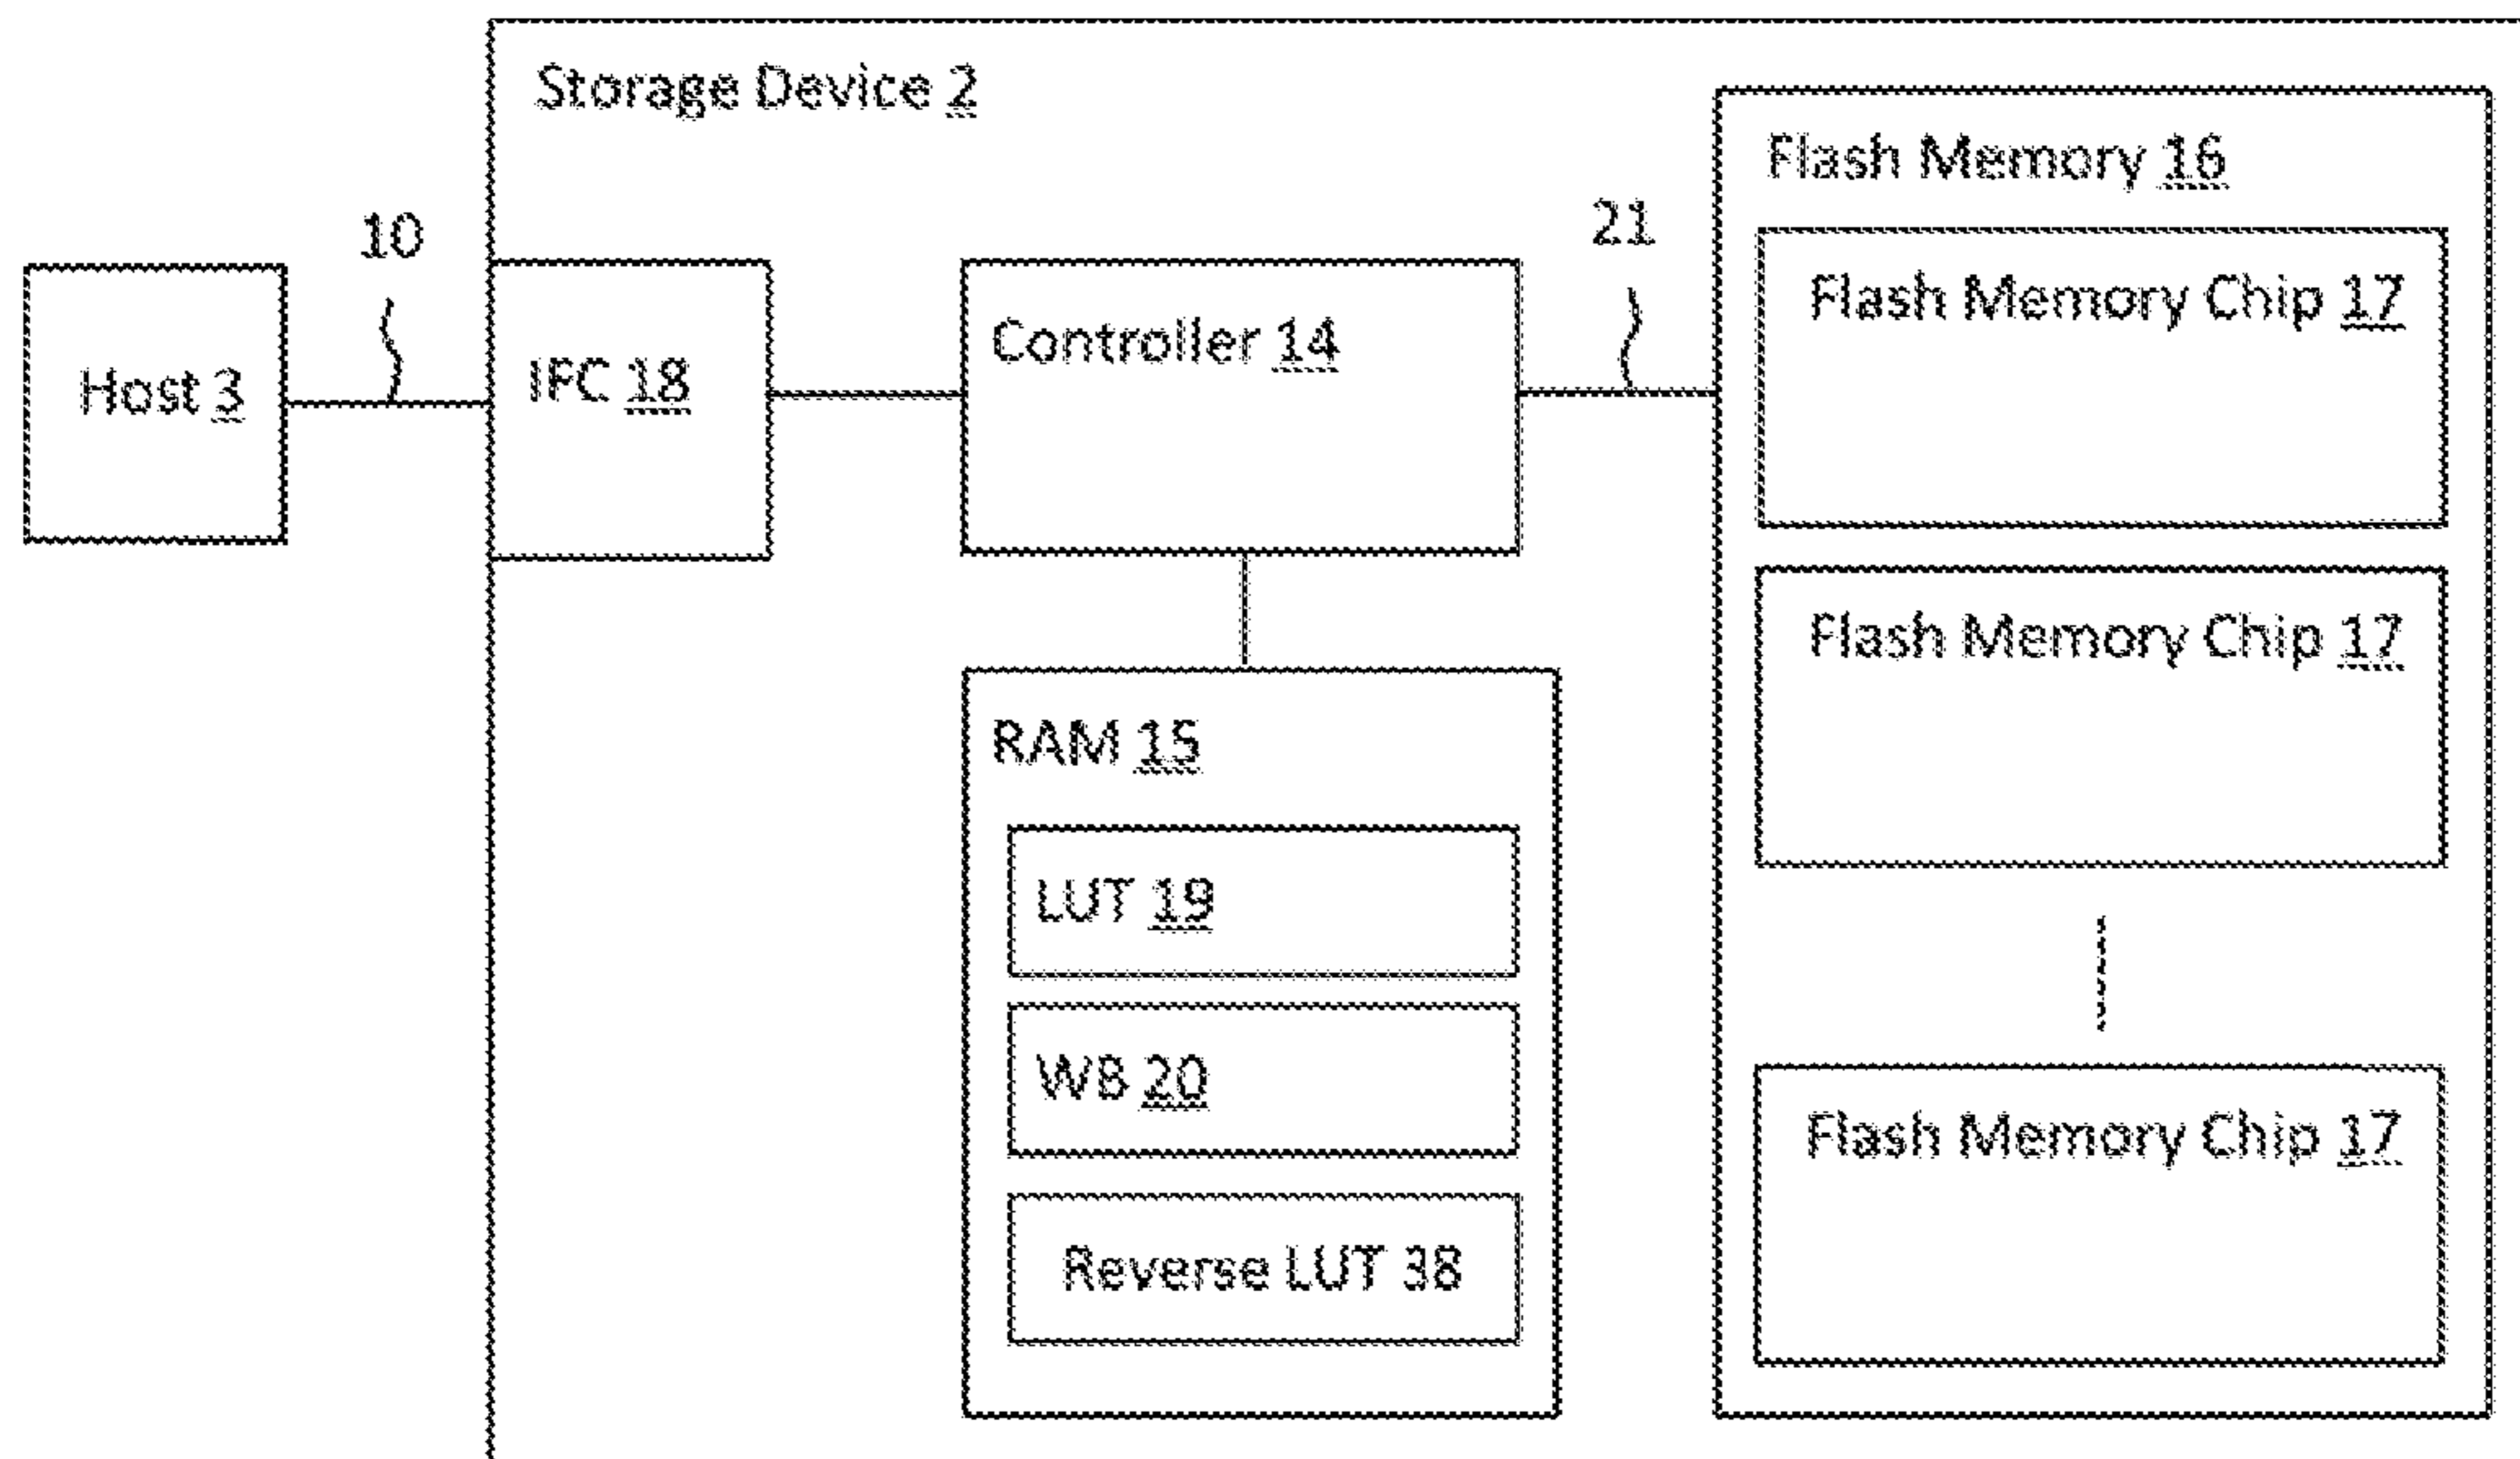 Storage Device 2
Flash Memory 16
10
21
Flash Memory Chip 17
Host 3
IFC 18
Controller 14
Flash Memory Chip 17
RAM 15
LUT 19
WB 20
Flash Memory Chip 17
Reverse LUT 38